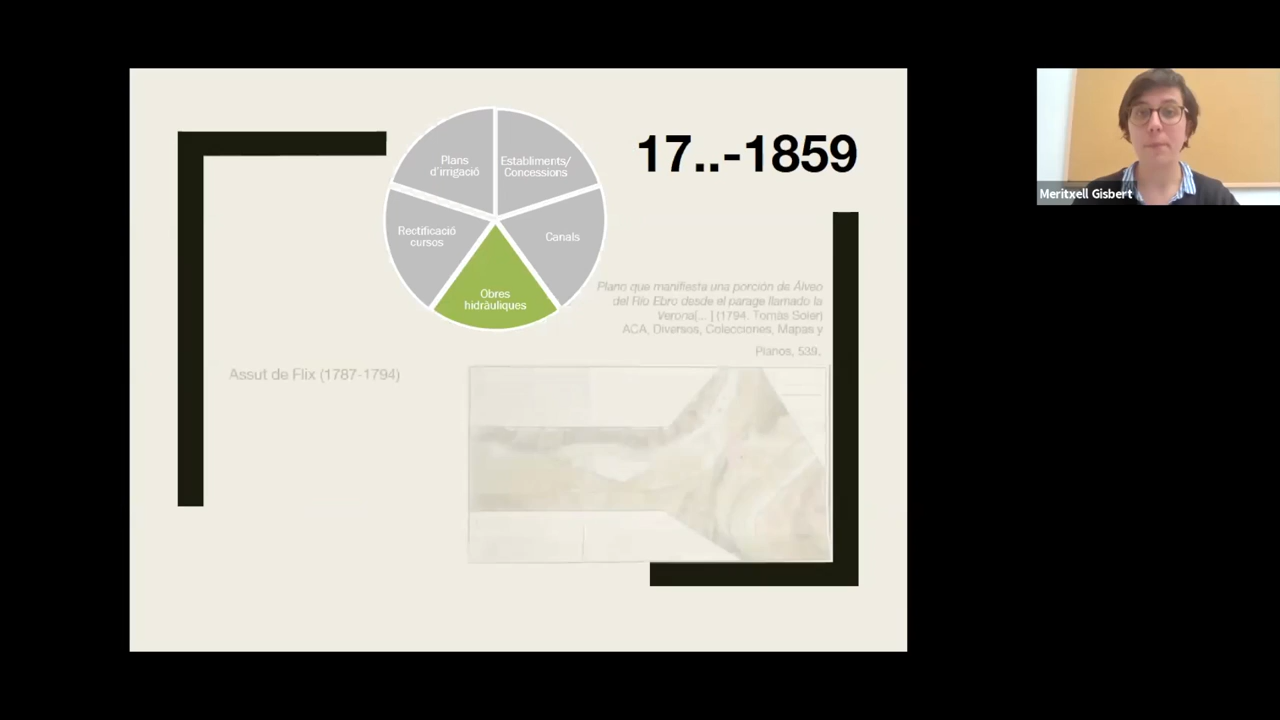 17..-1859
Plans
d'irrigació
Establiments/
Concessions
Rectificació
cursos
Canals
Obres
hidràuliques
Plano que manifiesta una porción de Álveo
del Río Ebro desde el parage llamado la
Verona[... ] (1794. Tomàs Soler)
ACA, Diversos, Colecciones, Mapas y
Planos, 539,
Assut de Flix (1787-1794)
Meritxell Gisbert